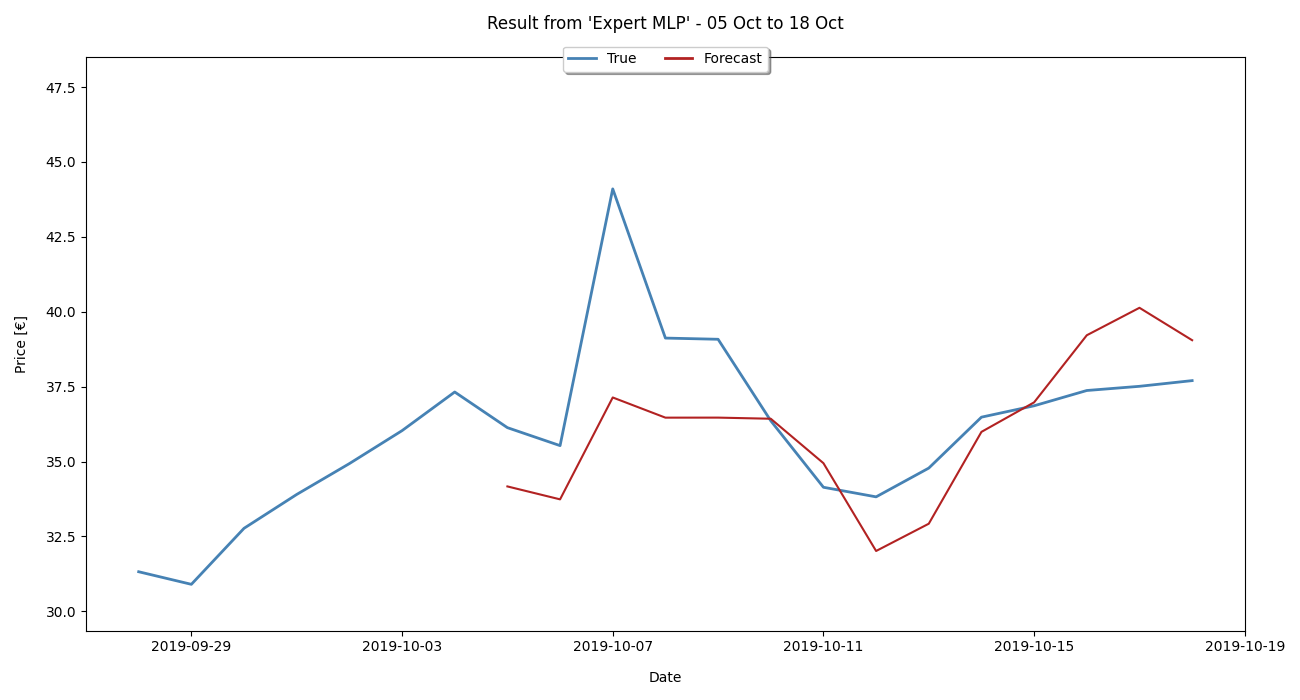 Result from 'Expert MLP' - 05 Oct to 18 Oct
True Forecast
47.5
45.0
42.5
40.0
37.5
35.0
32.5
30.0
Price [€]
2019-09-29 2019-10-03 2019-10-07 2019-10-11 2019-10-15 2019-10-19
Date